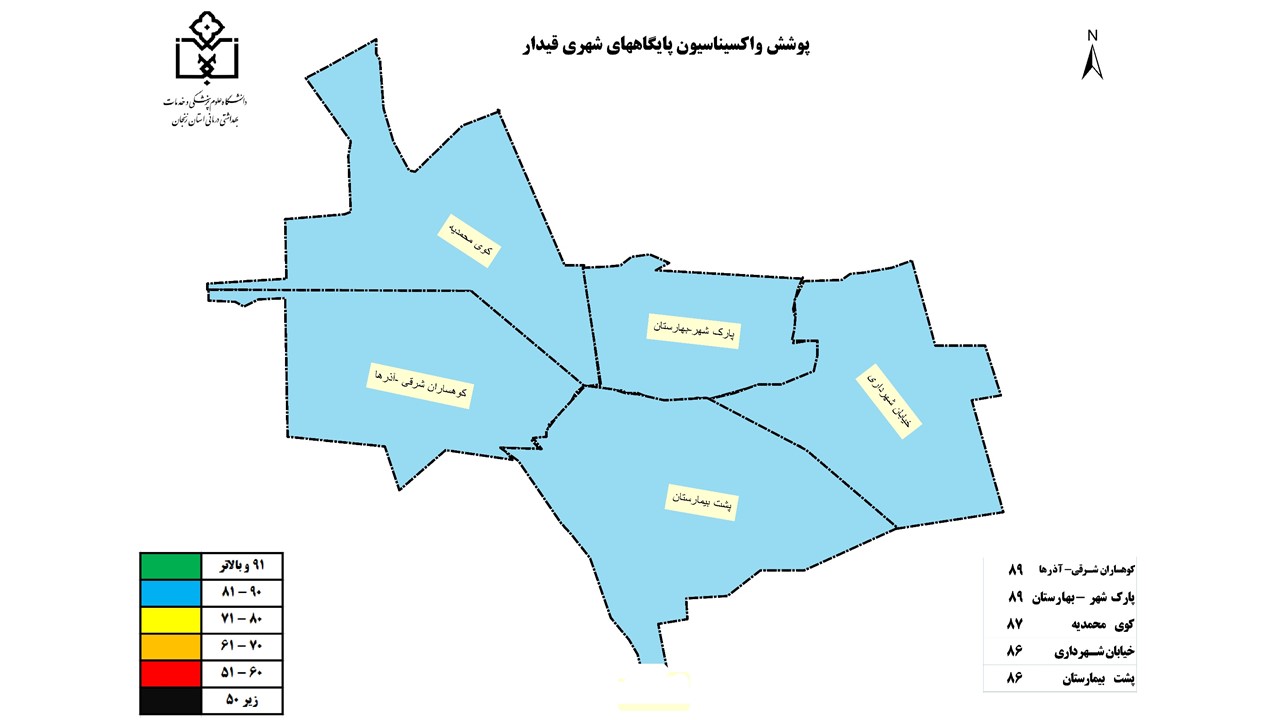 پوشش واکسیناسیون پایگاههای شهری قیدار
N
دانشگاه علوم پزشکی و خدمات
بهداشتی درمانی استان زنجان
کوی محمدیه
پارک شهر-بهارستان
کوهساران شرقی -آذرها
خیابان شهرداری
پشت بیمارستان
۹۱ و بالاتر
۸۱ – ۹۰
۷۱ – ۸۰
۶۱ – ۷۰
۵۱ – ۶۰
زیر ۵۰
کوهساران شرقی – آذرها ۸۹
پارک شهر – بهارستان ۸۹
کوی محمدیه ۸۷
خیابان شهرداری ۸۶
پشت بیمارستان ۸۶